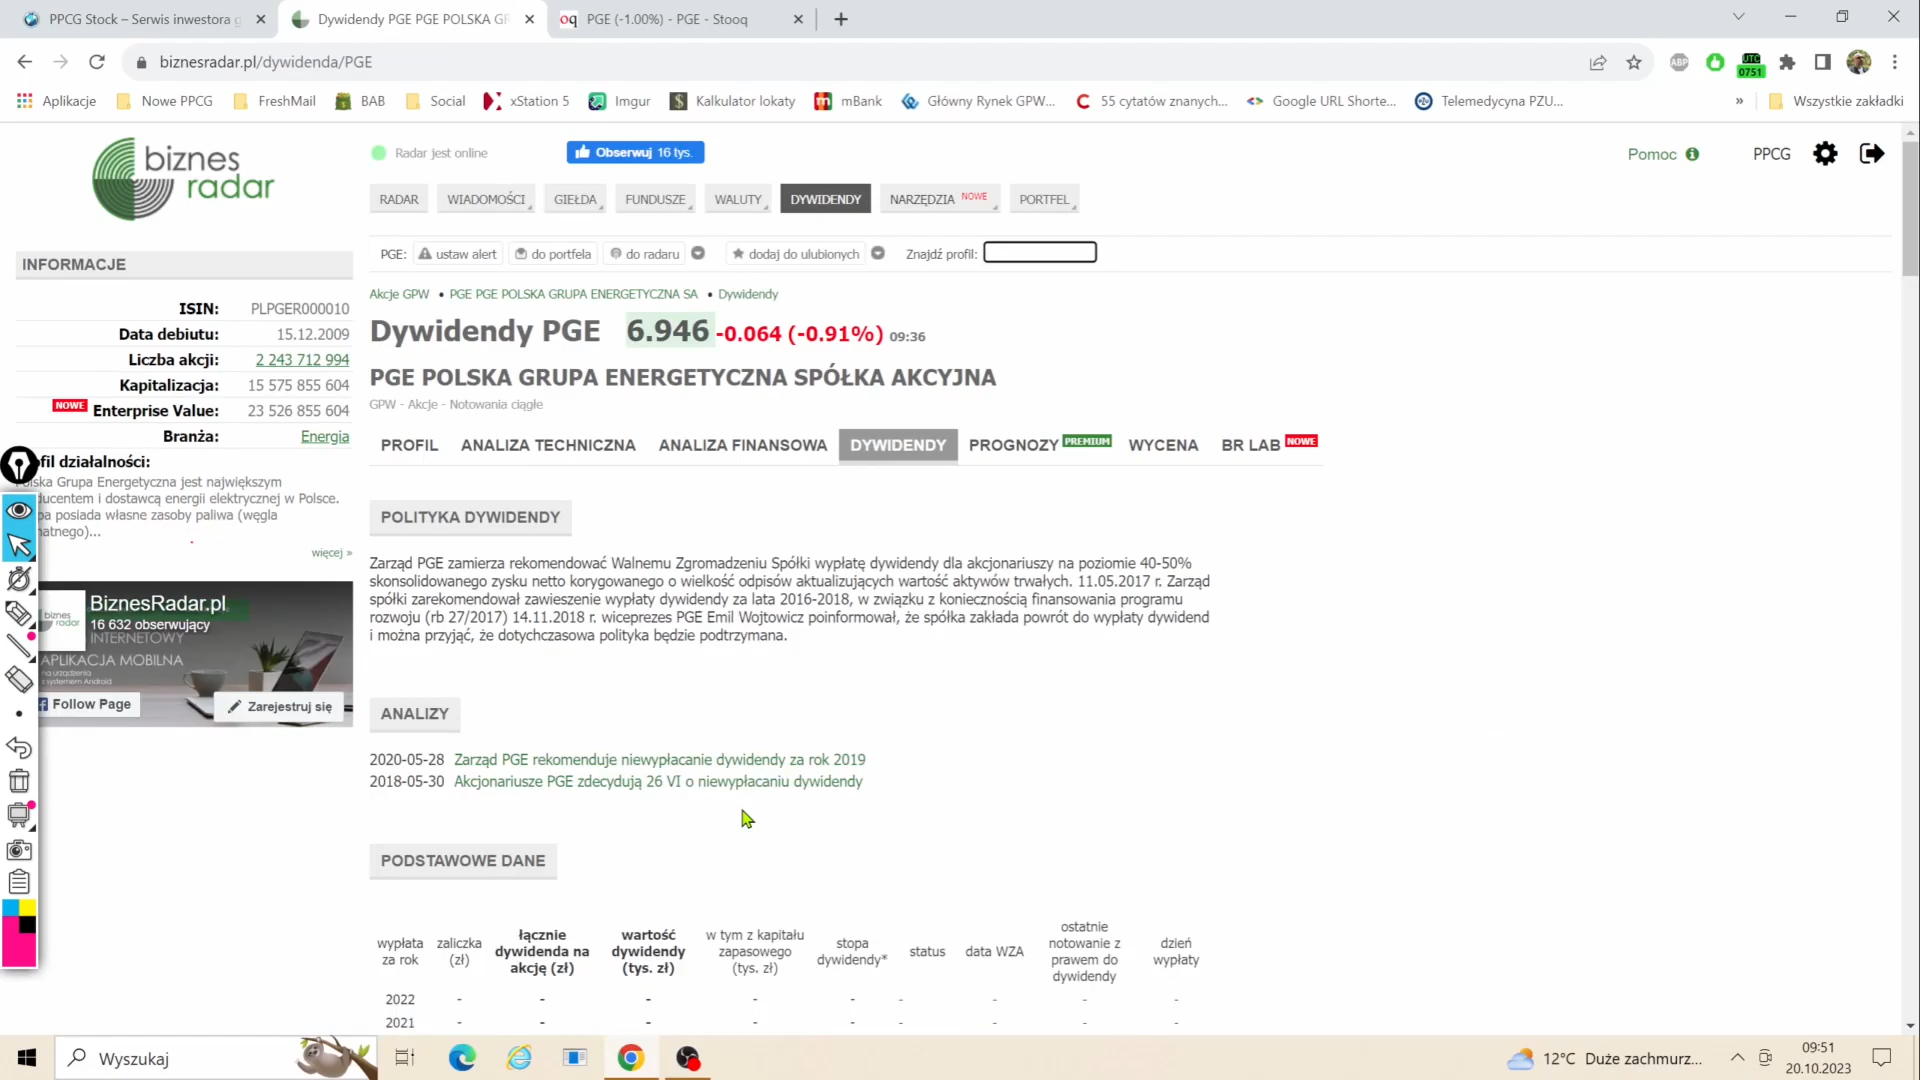 PPCG Stock – Serwis inwestora g
Dywidendy PGE PGE POLSKA GR
PGE (-1.00%) - PGE - Stooq
biznesradar.pl/dywidenda/PGE
ABP
UTC
0751
Aplikacje
Nowe PPCG
FreshMail
BAB
Social
xStation 5
Imgur
Kalkulator lokaty
mBank
Główny Rynek GPW...
55 cytatów znanych...
Google URL Shorte...
Telemedycyna PZU...
»
Wszystkie zakładki
biznes
radar
Radar jest online
Obserwuj 16 tys.
Pomoc
PPCG
RADAR
WIADOMOŚCI
GIEŁDA
FUNDUSZE
WALUTY
DYWIDENDY
NARZĘDZIA NOWE
PORTFEL
PGE: ustaw alert do portfela do radaru dodaj do ulubionych Znajdź profil:
INFORMACJE
ISIN: PLPGER000010
Data debiutu: 15.12.2009
Liczba akcji: 2 243 712 994
Kapitalizacja: 15 575 855 604
NOWE Enterprise Value: 23 526 855 604
Branża: Energia
fil działalności:
olska Grupa Energetyczna jest największym
ducentem i dostawcą energii elektrycznej w Polsce.
pa posiada własne zasoby paliwa (węgla
natnego)...
więcej »
BiznesRadar.pl
16 632 obserwujący
biznes
radar
INTERNETOWY
APLIKACJA MOBILNA
na urządzenia
z systemem Android
Follow Page
Zarejestruj się
Akcje GPW • PGE PGE POLSKA GRUPA ENERGETYCZNA SA • Dywidendy
Dywidendy PGE 6.946 -0.064 (-0.91%) 09:36
PGE POLSKA GRUPA ENERGETYCZNA SPÓŁKA AKCYJNA
GPW - Akcje - Notowania ciągłe
PROFIL
ANALIZA TECHNICZNA
ANALIZA FINANSOWA
DYWIDENDY
PROGNOZY PREMIUM
WYCENA
BR LAB NOWE
POLITYKA DYWIDENDY
Zarząd PGE zamierza rekomendować Walnemu Zgromadzeniu Spółki wypłatę dywidendy dla akcjonariuszy na poziomie 40-50%
skonsolidowanego zysku netto korygowanego o wielkość odpisów aktualizujących wartość aktywów trwałych. 11.05.2017 r. Zarząd
spółki zarekomendował zawieszenie wypłaty dywidendy za lata 2016-2018, w związku z koniecznością finansowania programu
rozwoju (rb 27/2017) 14.11.2018 r. wiceprezes PGE Emil Wojtowicz poinformował, że spółka zakłada powrót do wypłaty dywidend
i można przyjąć, że dotychczasowa polityka będzie podtrzymana.
ANALIZY
2020-05-28 Zarząd PGE rekomenduje niewypłacanie dywidendy za rok 2019
2018-05-30 Akcjonariusze PGE zdecydują 26 VI o niewypłacaniu dywidendy
PODSTAWOWE DANE
wypłata za rok
zaliczka (zł)
łącznie dywidenda na akcję (zł)
wartość dywidendy (tys. zł)
w tym z kapitału zapasowego (tys. zł)
stopa dywidendy*
status
data WZA
ostatnie notowanie z prawem do dywidendy
dzień wypłaty
2022 - - - - - - - - -
2021 - - - - - - - - -
Wyszukaj
12°C Duże zachmurz...
09:51
20.10.2023